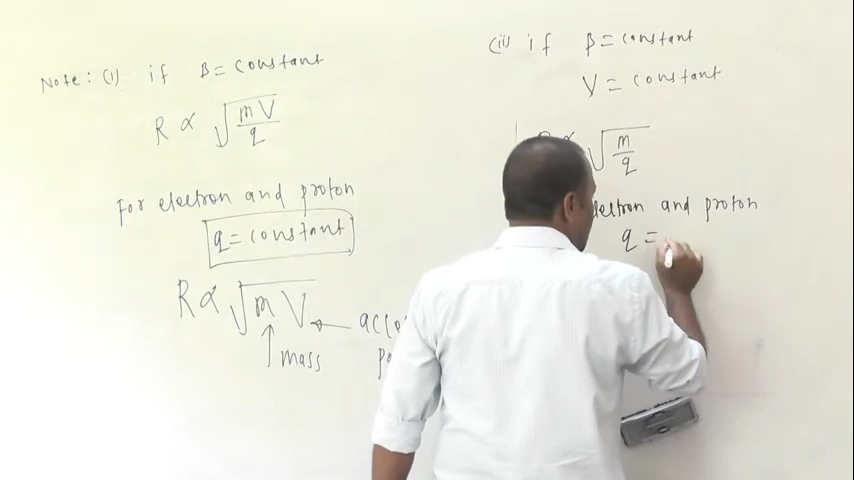 Note: (i) if B = constant
R ∝ √(mV/q)
For electron and proton
q = constant
R ∝ √mV
mass
(ii) if B = constant
V = constant
√(m/q)
and proton
q =